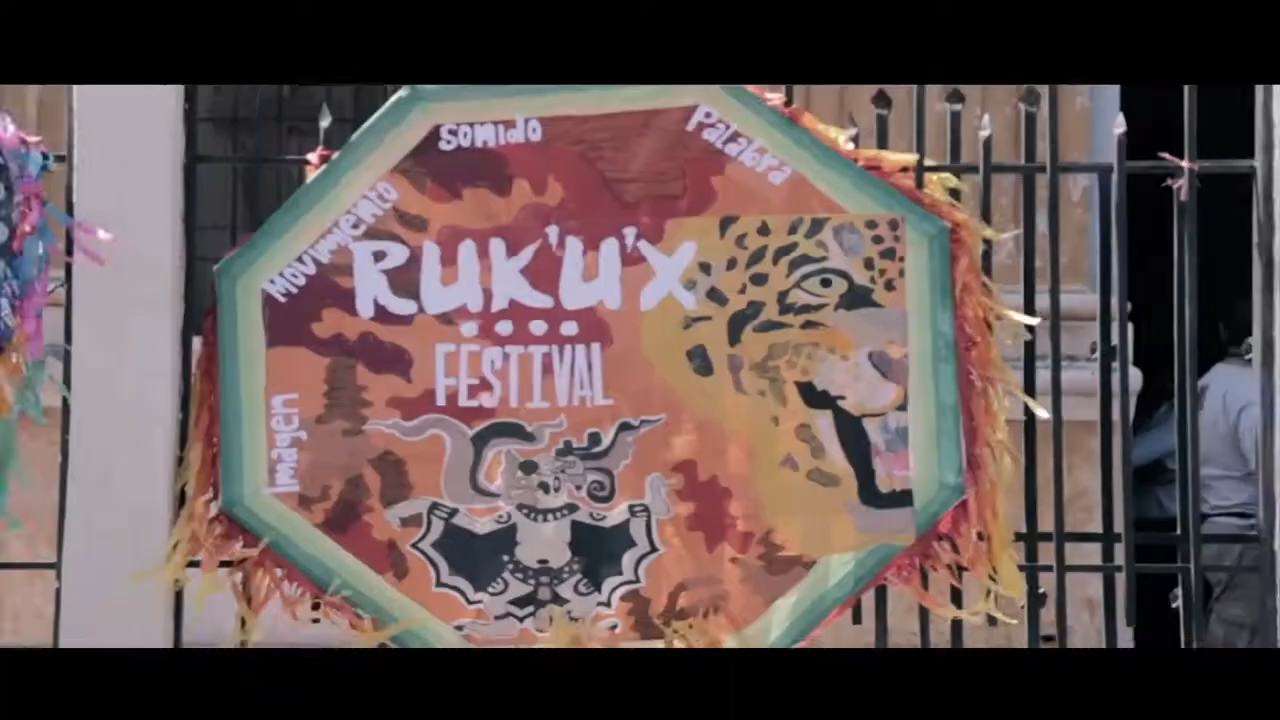 Sonido
Palabra
Movimiento
RUK'U'X
FESTIVAL
Imagen